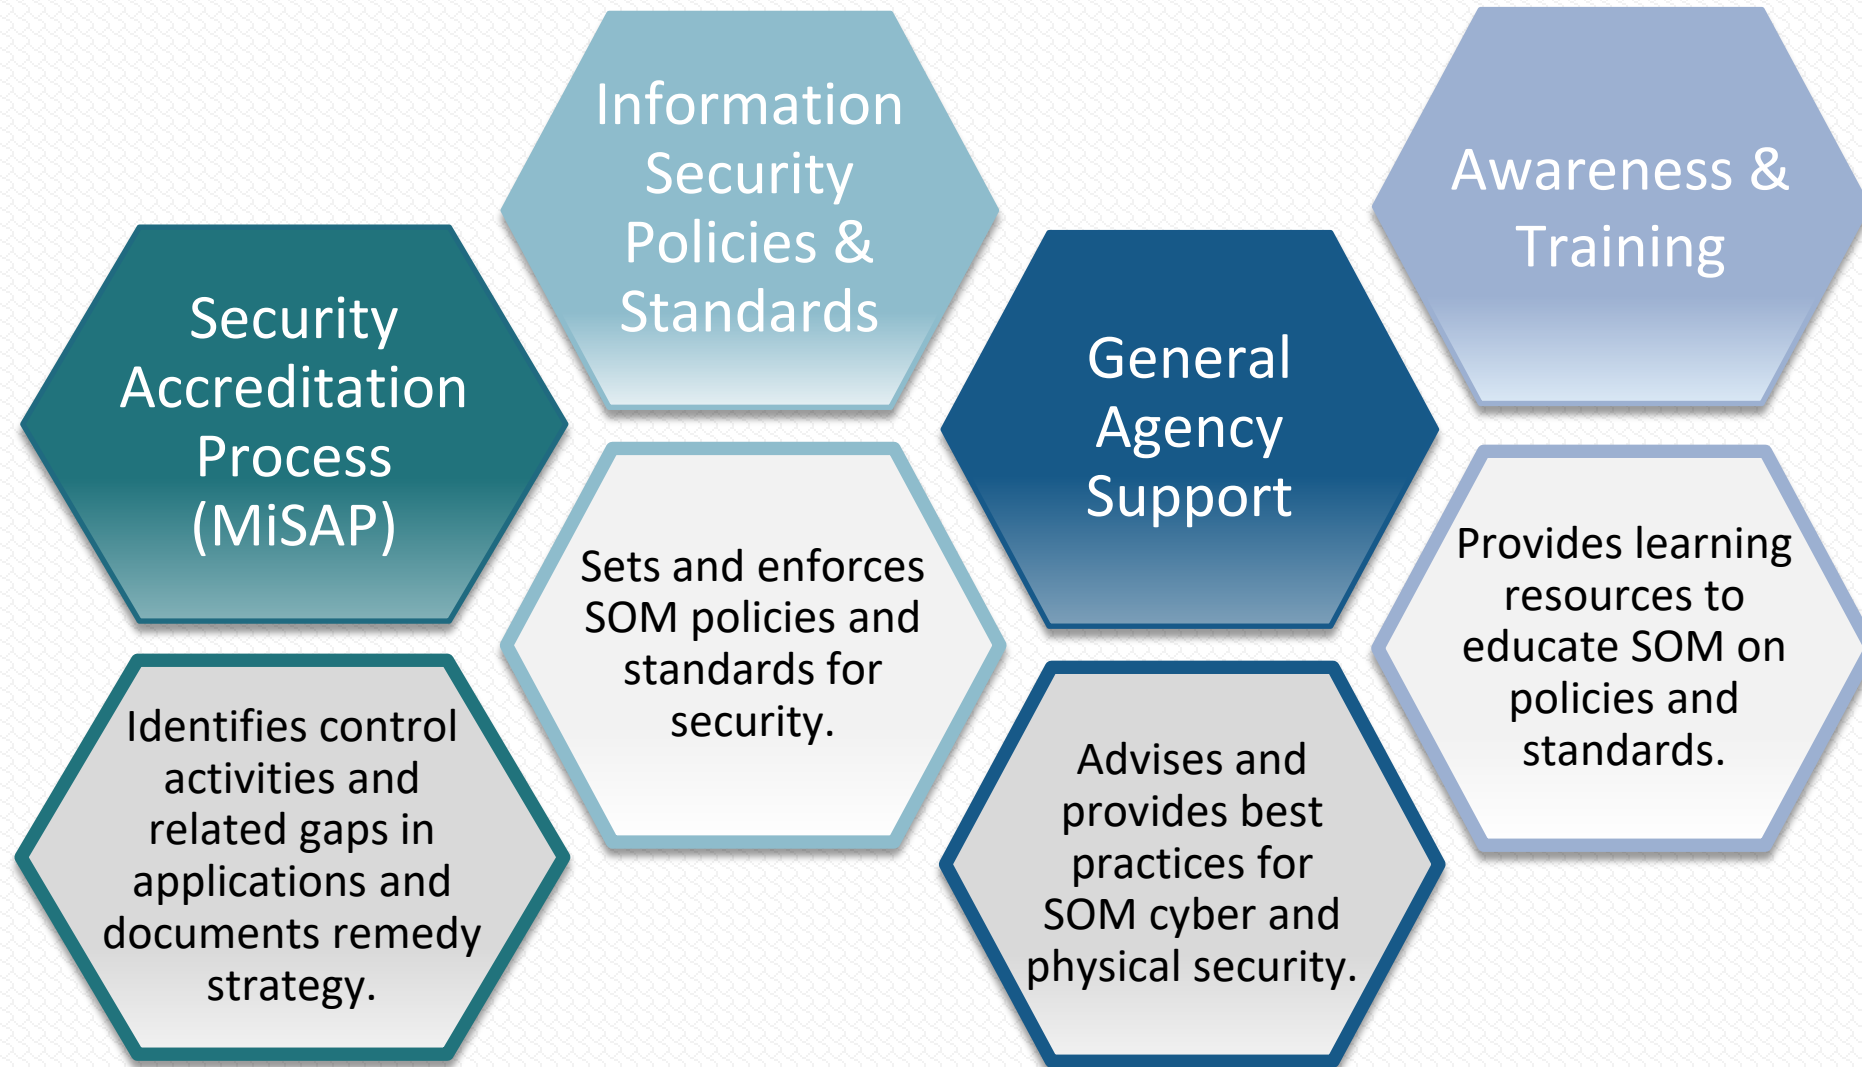 Security
Accreditation
Process
(MiSAP)
Identifies control
activities and
related gaps in
applications and
documents remedy
strategy.
Information
Security
Policies &
Standards
Sets and enforces
SOM policies and
standards for
security.
General
Agency
Support
Advises and
provides best
practices for
SOM cyber and
physical security.
Awareness &
Training
Provides learning
resources to
educate SOM on
policies and
standards.